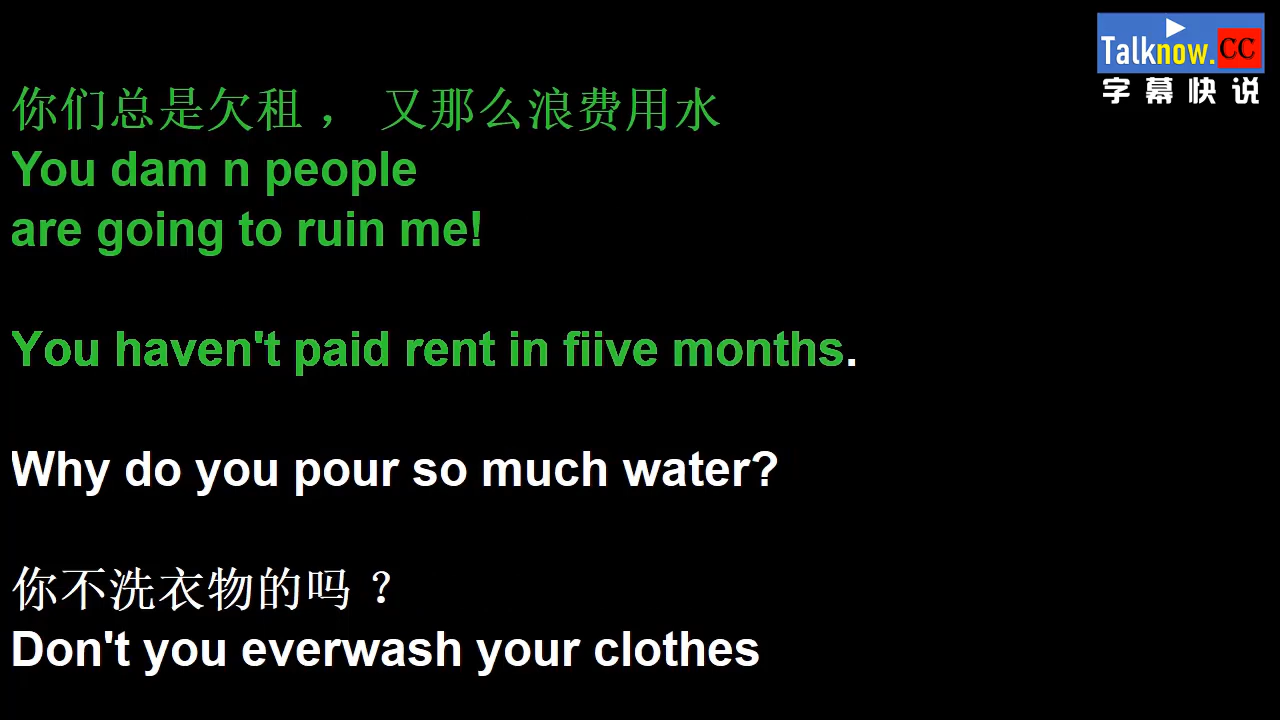 Talknow.CC
字幕快说
你们总是欠租， 又那么浪费用水
You dam n people
are going to ruin me!
You haven't paid rent in fiive months.
Why do you pour so much water?
你不洗衣物的吗？
Don't you everwash your clothes